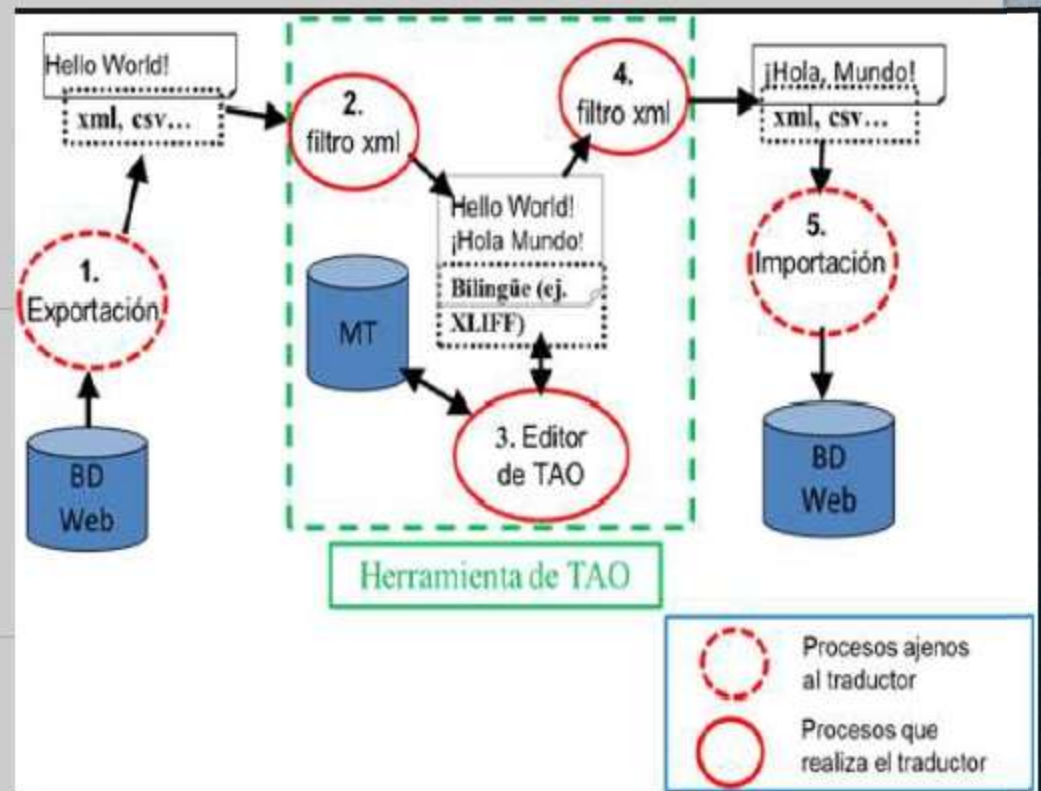 Hello World!
xml, csv...
1.
Exportación
BD
Web
2.
filtro xml
Hello World!
¡Hola Mundo!
Bilingüe (ej.
XLIFF)
MT
3. Editor
de TAO
4.
filtro xml
¡Hola, Mundo!
xml, csv...
5.
Importación
BD
Web
Herramienta de TAO
Procesos ajenos
al traductor
Procesos que
realiza el traductor